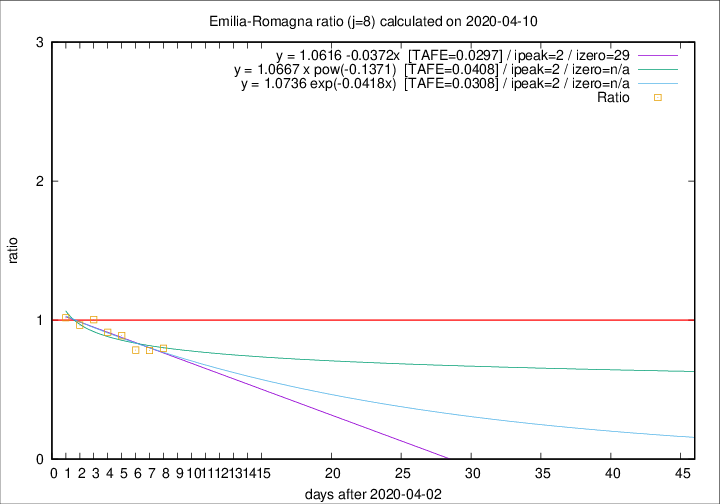 Emilia-Romagna ratio (j=8) calculated on 2020-04-10
y = 1.0616 -0.0372x [TAFE=0.0297] / ipeak=2 / izero=29
y = 1.0667 x pow(-0.1371) [TAFE=0.0408] / ipeak=2 / izero=n/a
y = 1.0736 exp(-0.0418x) [TAFE=0.0308] / ipeak=2 / izero=n/a
Ratio
3
2
1
0
ratio
0 1 2 3 4 5 6 7 8 9 10 11 12 13 14 15 20 25 30 35 40 45
days after 2020-04-02